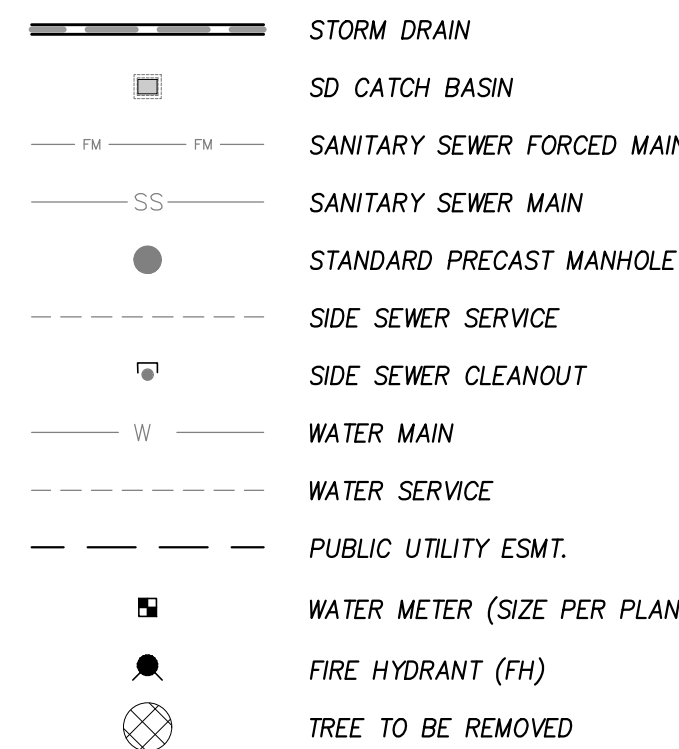 STORM DRAIN
SD CATCH BASIN
FM FM SANITARY SEWER FORCED MAIN
SS SANITARY SEWER MAIN
STANDARD PRECAST MANHOLE
SIDE SEWER SERVICE
SIDE SEWER CLEANOUT
W WATER MAIN
WATER SERVICE
PUBLIC UTILITY ESMT.
WATER METER (SIZE PER PLAN
FIRE HYDRANT (FH)
TREE TO BE REMOVED